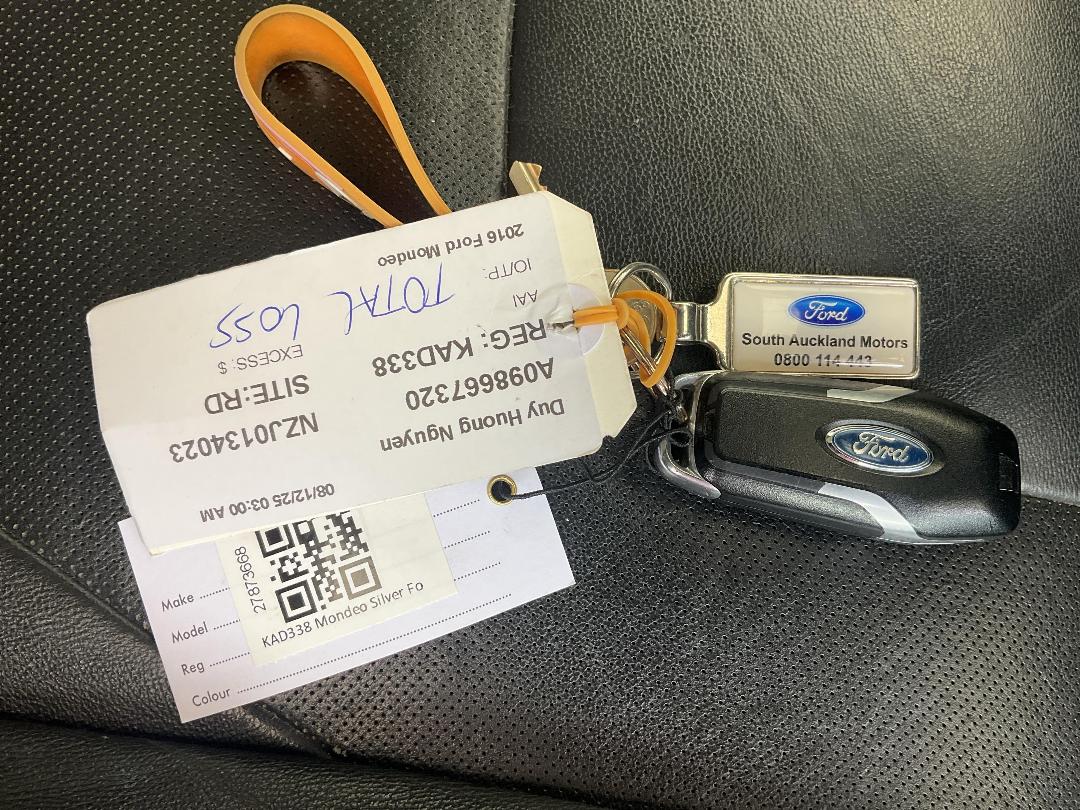 08/12/25 03:00 AM
Duy Huong Nguyen
NZJ0134023
A098667320
SITE:RD
REG: KAD338
EXCESS: $
AAI
TOTAL LOSS
IO/TP:
2016 Ford Mondeo
Ford
South Auckland Motors
0800 114 443
Ford
27873668
KAD338 Mondeo Silver Fo
Make
Model
Reg
Colour